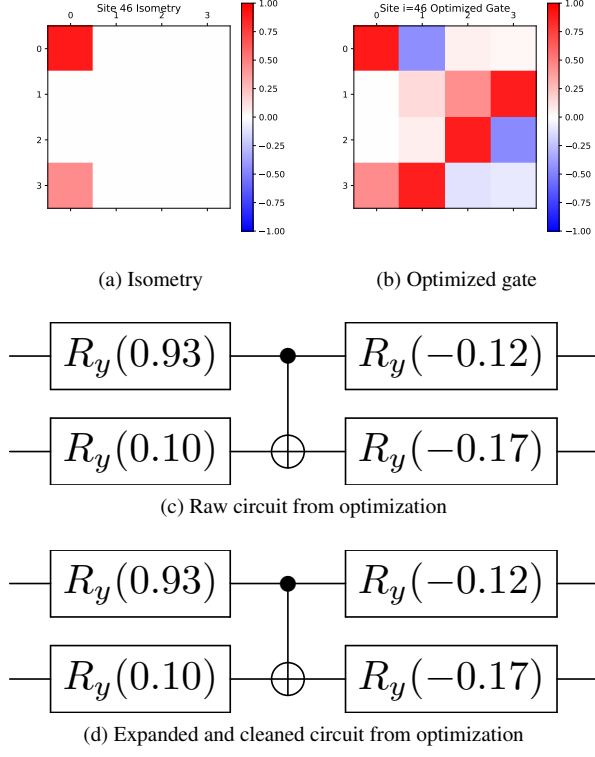 Site 46 Isometry
0 1 2 3
0
1
2
3
1.00
0.75
0.50
0.25
0.00
−0.25
−0.50
−0.75
−1.00
Site i=46 Optimized Gate
0 1 2 3
0
1
2
3
1.00
0.75
0.50
0.25
0.00
−0.25
−0.50
−0.75
−1.00
(a) Isometry
(b) Optimized gate
R_y(0.93) R_y(−0.12)
R_y(0.10) R_y(−0.17)
(c) Raw circuit from optimization
R_y(0.93) R_y(−0.12)
R_y(0.10) R_y(−0.17)
(d) Expanded and cleaned circuit from optimization